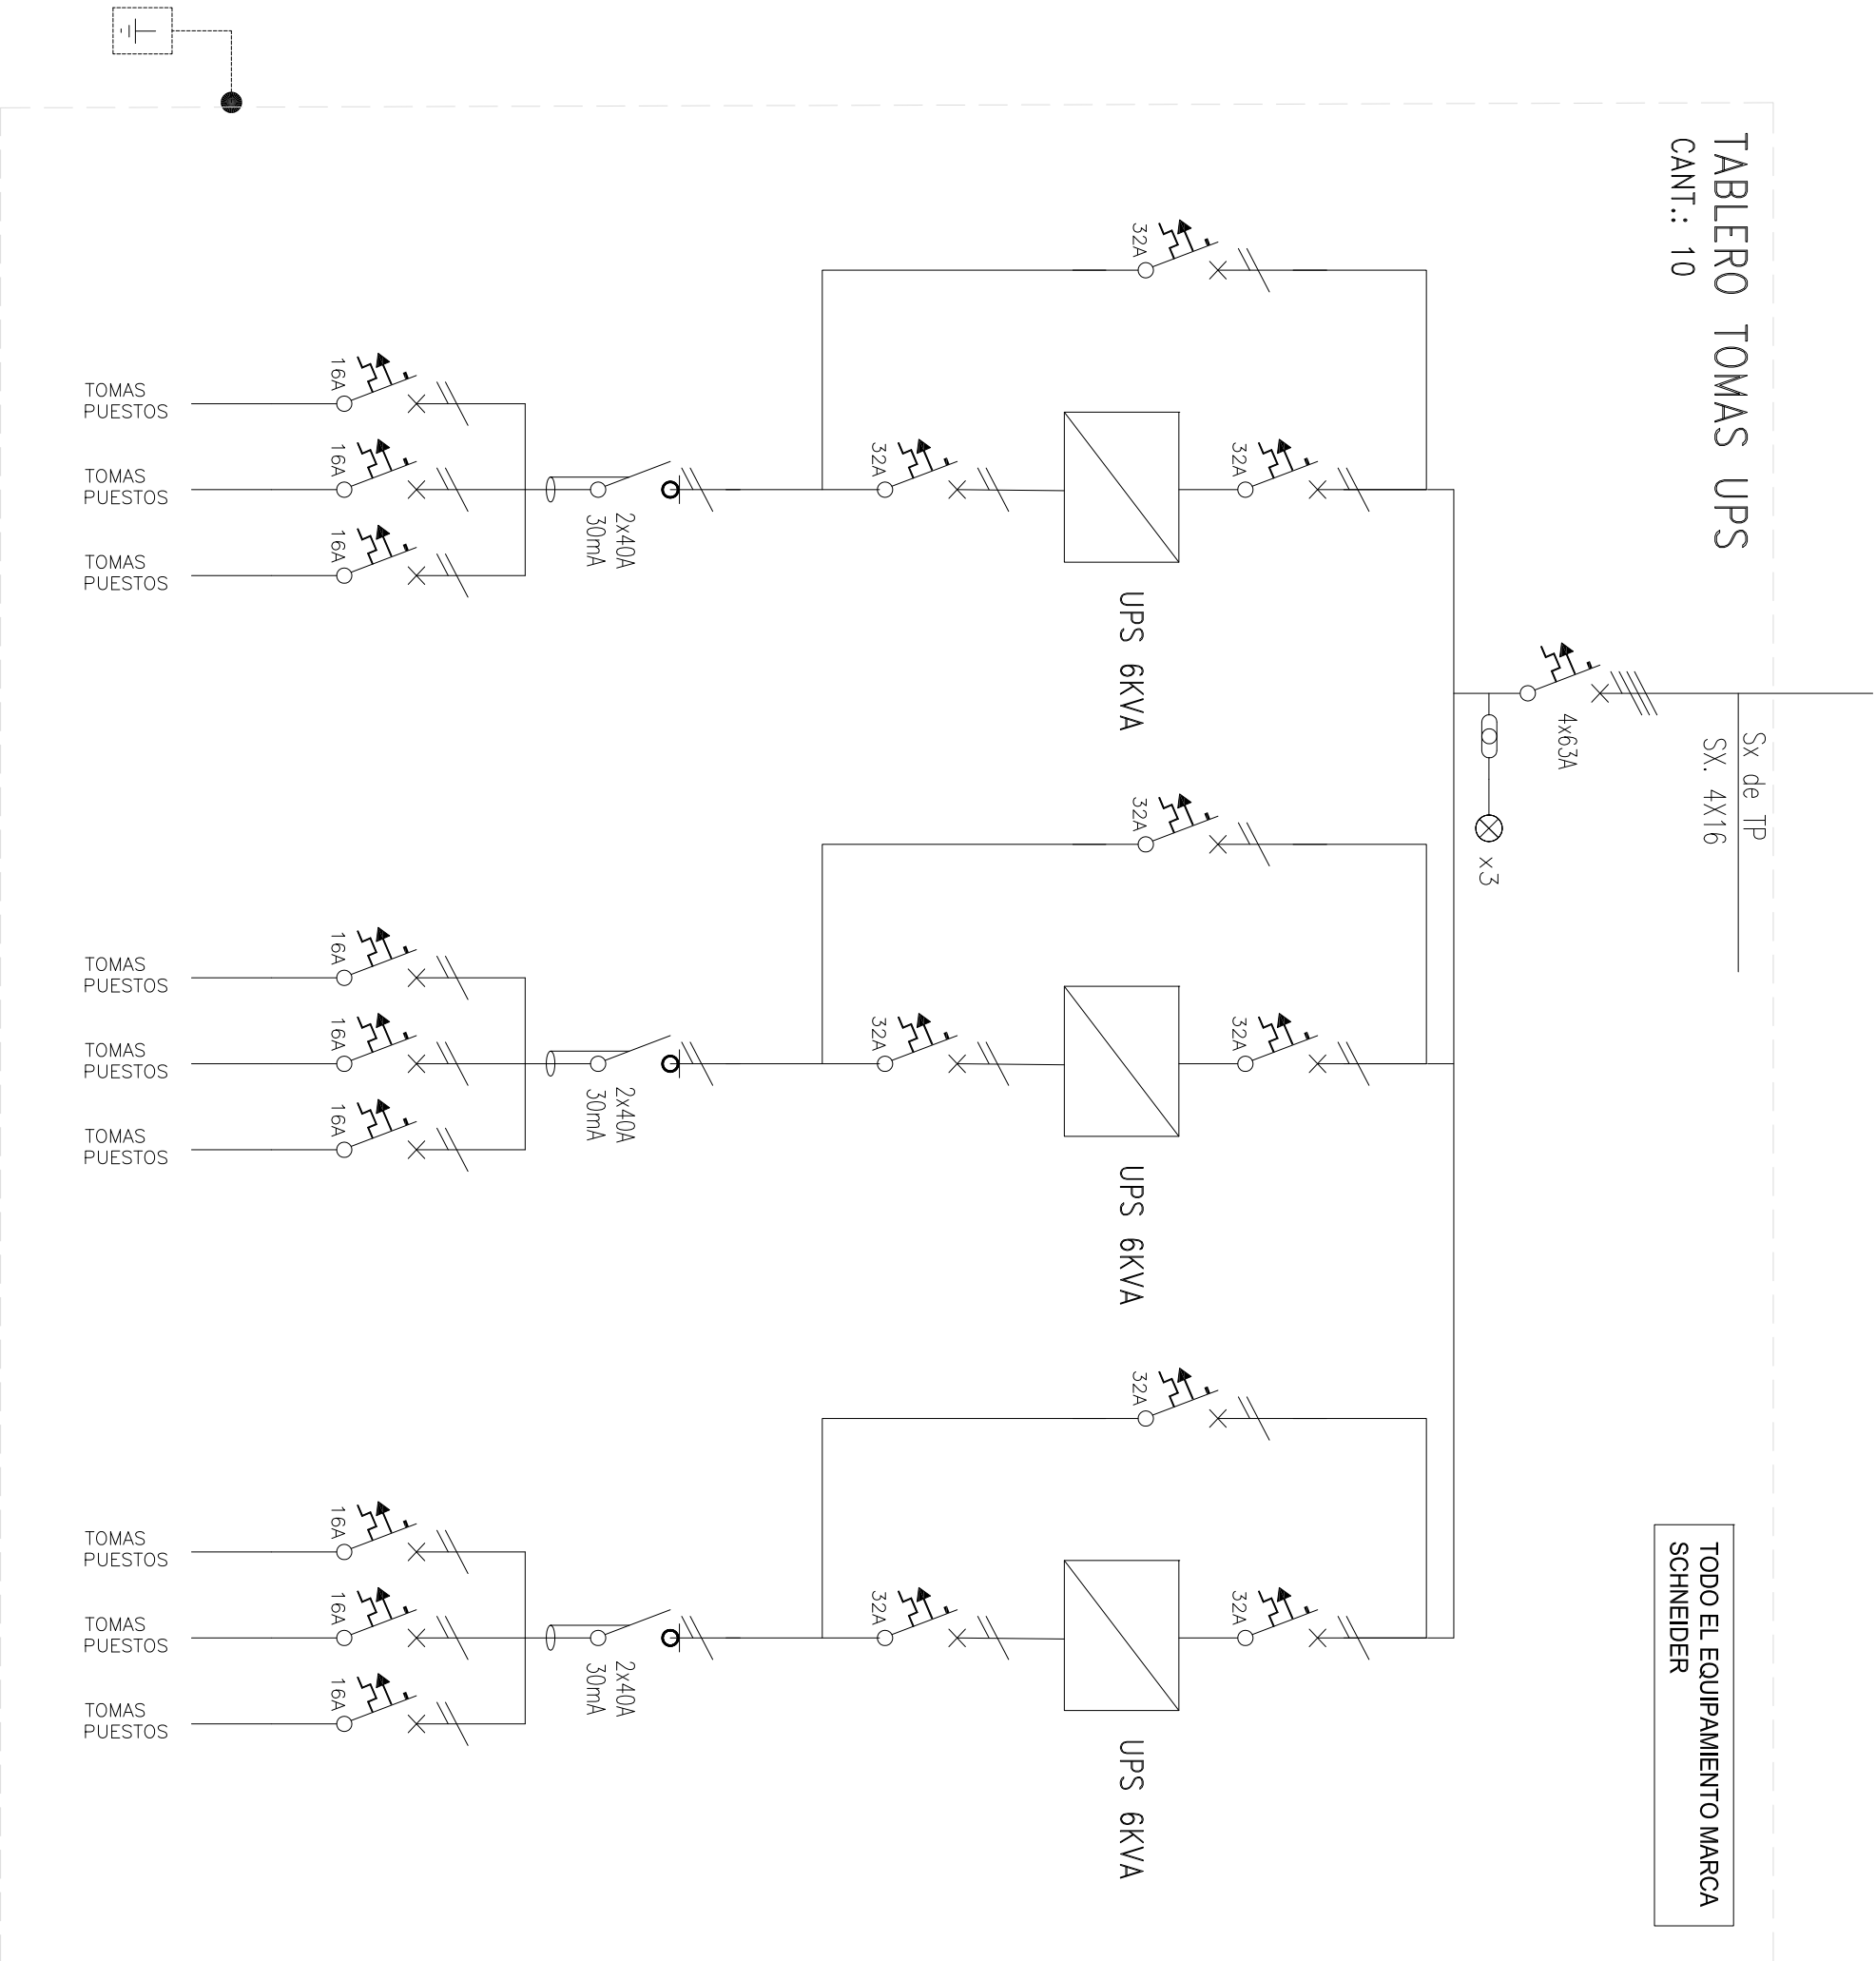 TABLERO TOMAS UPS
CANT.: 10
Sx de TP
SX. 4X16
4x63A
x3
TODO EL EQUIPAMIENTO MARCA
SCHNEIDER
32A
32A
32A
UPS 6KVA
2x40A
30mA
16A
16A
16A
TOMAS
PUESTOS
TOMAS
PUESTOS
TOMAS
PUESTOS
32A
32A
32A
UPS 6KVA
2x40A
30mA
16A
16A
16A
TOMAS
PUESTOS
TOMAS
PUESTOS
TOMAS
PUESTOS
32A
32A
32A
UPS 6KVA
2x40A
30mA
16A
16A
16A
TOMAS
PUESTOS
TOMAS
PUESTOS
TOMAS
PUESTOS